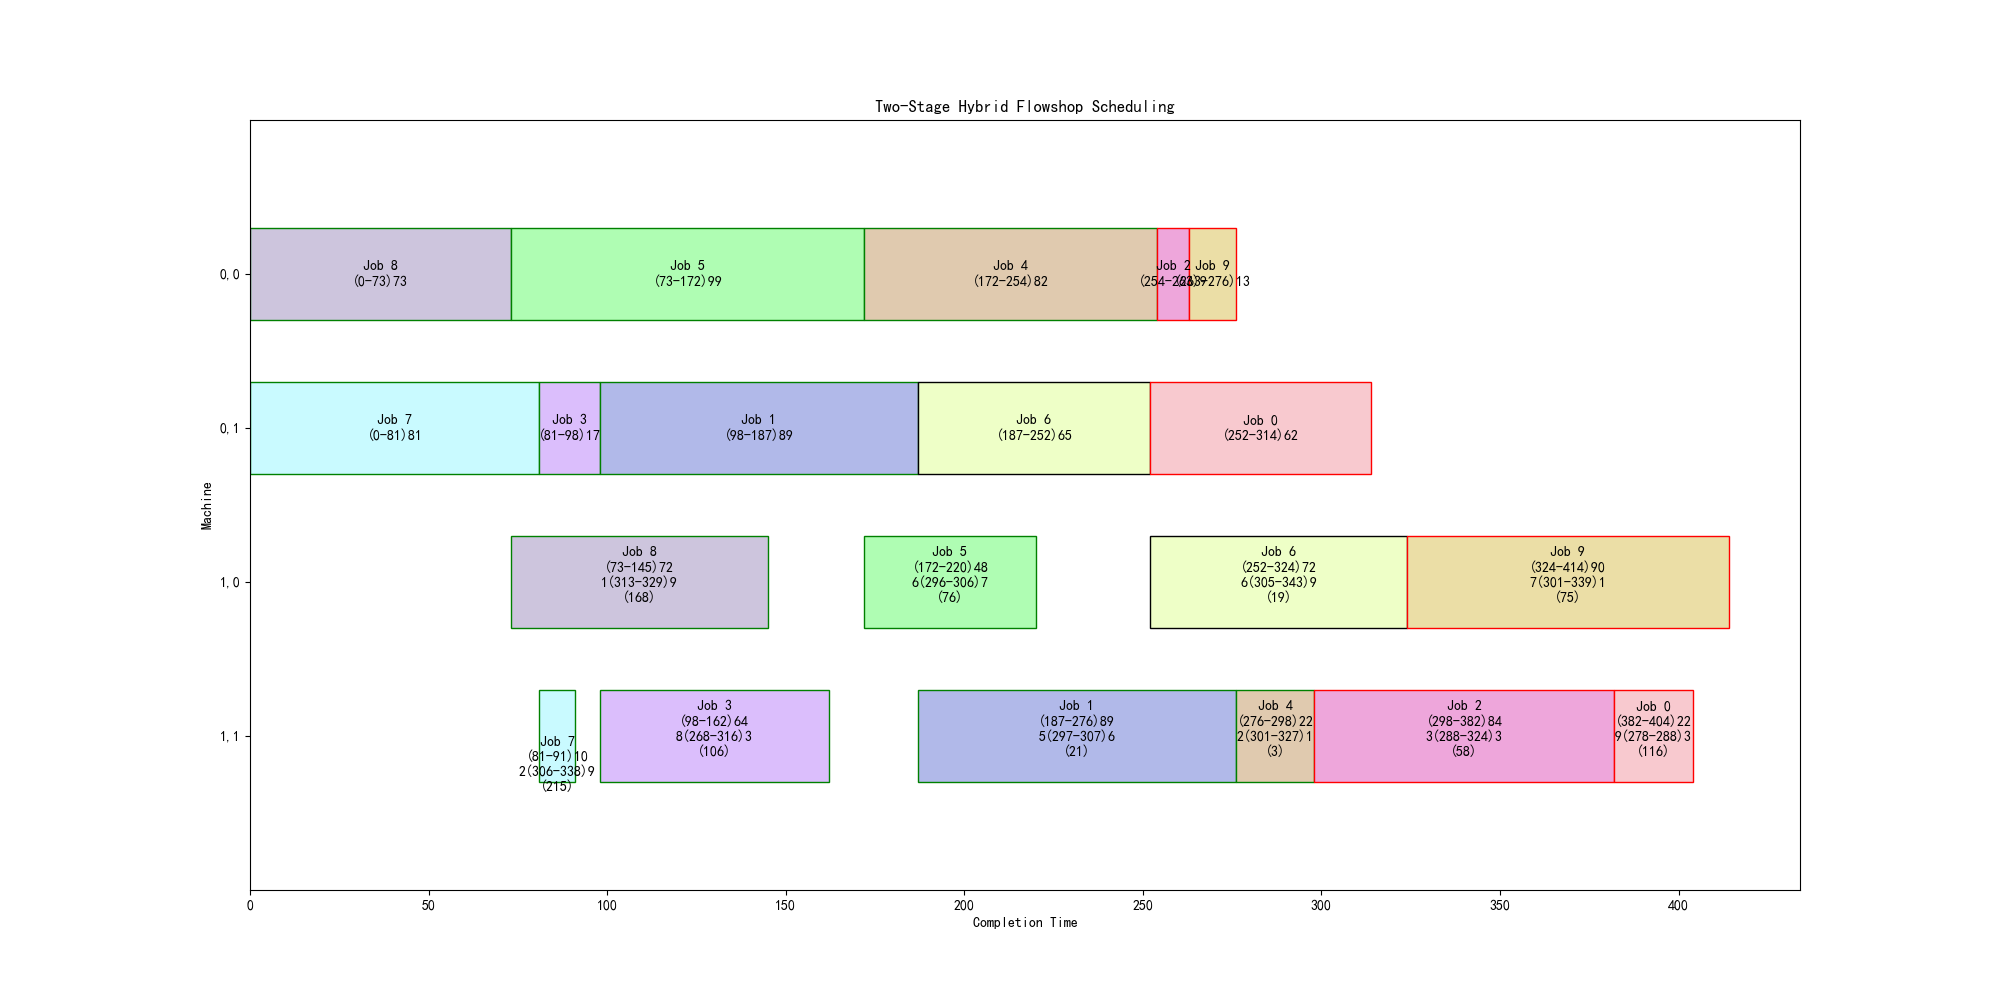 Two-Stage Hybrid Flowshop Scheduling
Machine
0,0
Job 8
(0-73)73
Job 5
(73-172)99
Job 4
(172-254)82
Job 2
(254-263)9
Job 9
(263-276)13
0,1
Job 7
(0-81)81
Job 3
(81-98)17
Job 1
(98-187)89
Job 6
(187-252)65
Job 0
(252-314)62
1,0
Job 8
(73-145)72
1(313-329)9
(168)
Job 5
(172-220)48
6(296-306)7
(76)
Job 6
(252-324)72
6(305-343)9
(19)
Job 9
(324-414)90
7(301-339)1
(75)
1,1
Job 7
(81-91)10
2(306-338)9
(215)
Job 3
(98-162)64
8(268-316)3
(106)
Job 1
(187-276)89
5(297-307)6
(21)
Job 4
(276-298)22
2(301-327)1
(3)
Job 2
(298-382)84
3(288-324)3
(58)
Job 0
(382-404)22
9(278-288)3
(116)
0 50 100 150 200 250 300 350 400
Completion Time